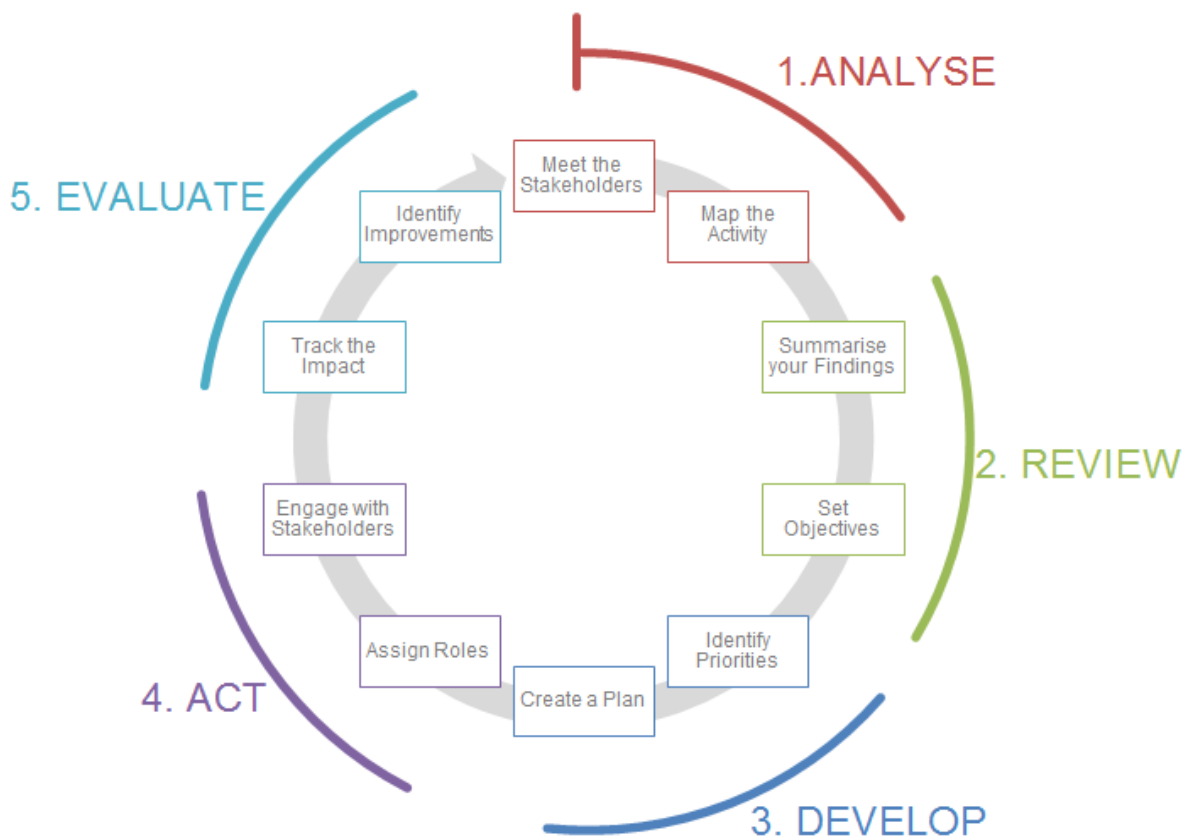 1.ANALYSE
Meet the
Stakeholders
Map the
Activity
2. REVIEW
Summarise
your Findings
Set
Objectives
3. DEVELOP
Identify
Priorities
Create a Plan
4. ACT
Assign Roles
Engage with
Stakeholders
5. EVALUATE
Track the
Impact
Identify
Improvements